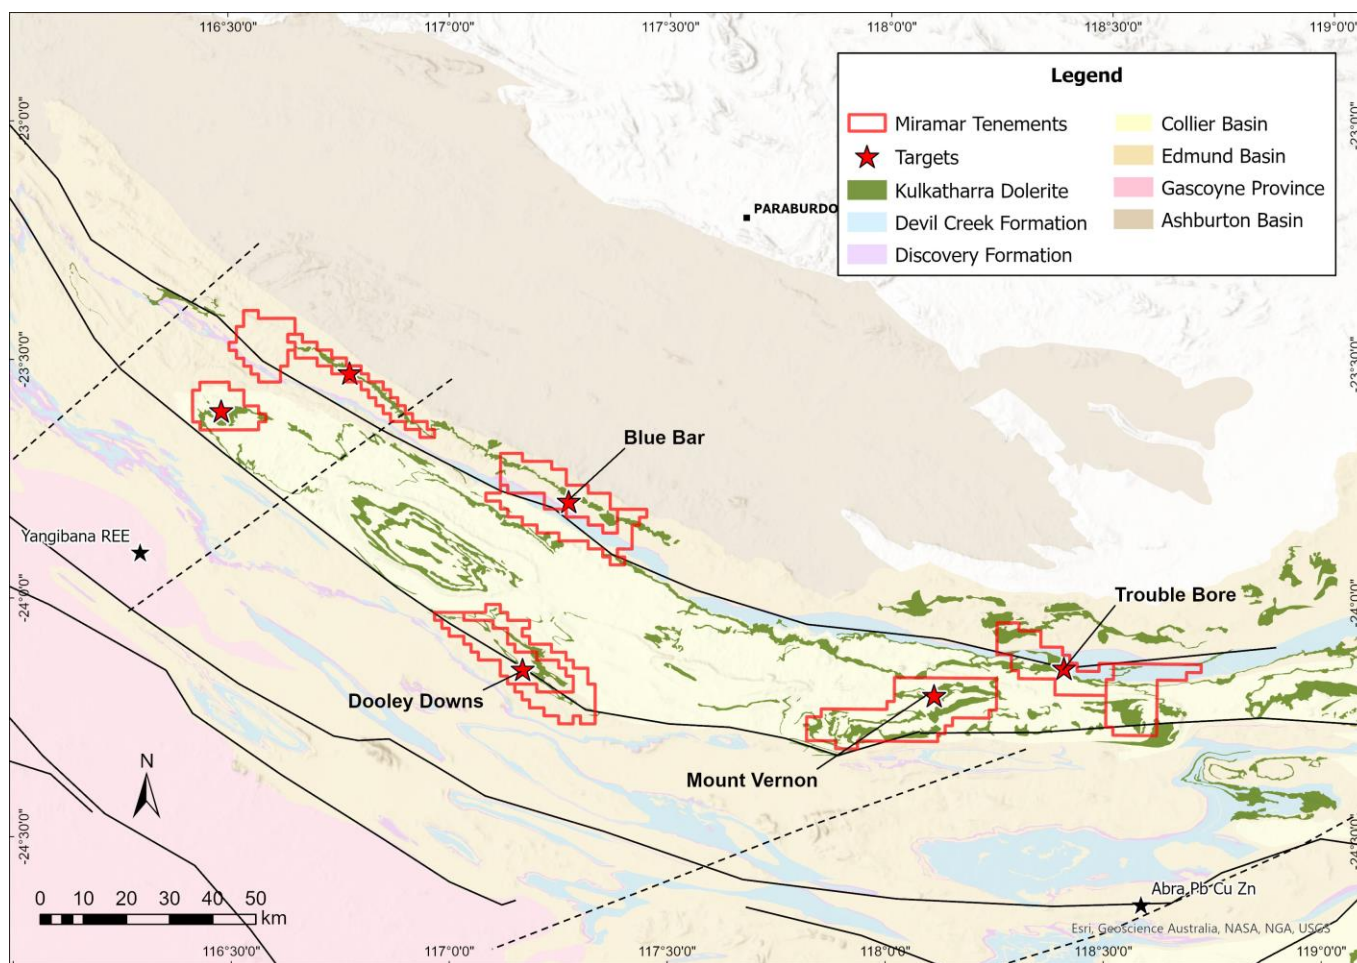 116°30'0" 117°0'0" 117°30'0" 118°0'0" 118°30'0" 119°0'0"
Legend
Miramar Tenements
Targets
Kulkatharra Dolerite
Devil Creek Formation
Discovery Formation
Collier Basin
Edmund Basin
Gascoyne Province
Ashburton Basin
-23°0'0" -23°0'0"
PARABURDO
-23°30'0" -23°30'0"
Blue Bar
Yangibana REE
-24°0'0" -24°0'0"
Trouble Bore
Dooley Downs
Mount Vernon
N
-24°30'0" -24°30'0"
Abra Pb Cu Zn
0 10 20 30 40 50
km
Esri, Geoscience Australia, NASA, NGA, USGS
116°30'0" 117°0'0" 117°30'0" 118°0'0" 118°30'0" 119°0'0"